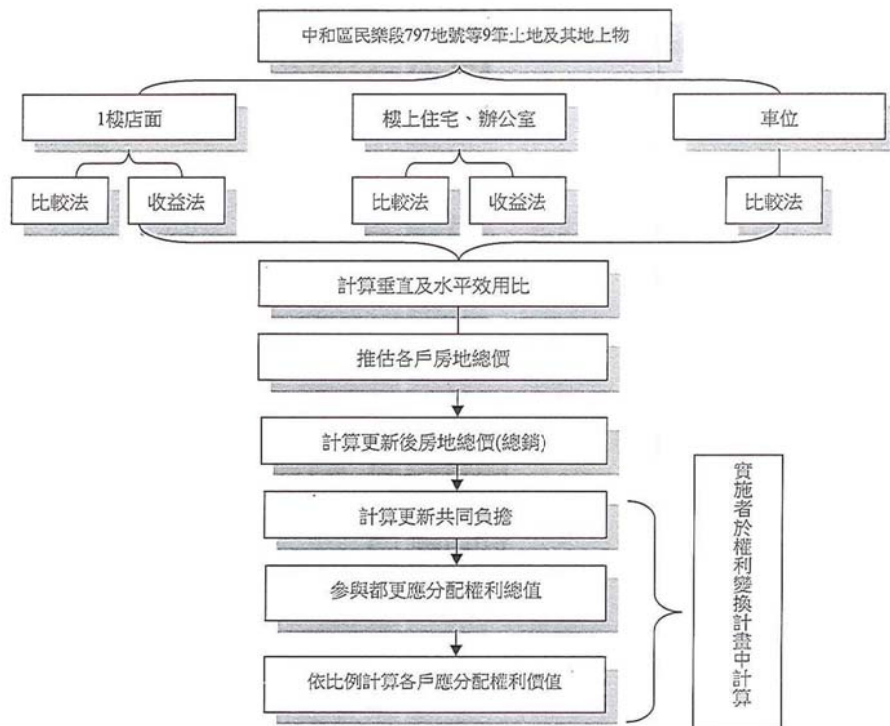 中和區民樂段797地號等9筆土地及其地上物
1樓店面
樓上住宅、辦公室
車位
比較法
收益法
比較法
收益法
比較法
計算垂直及水平效用比
推估各戶房地總價
計算更新後房地總價(總銷)
計算更新共同負擔
參與都更應分配權利總值
依比例計算各戶應分配權利價值
實施者於權利變換計畫中計算